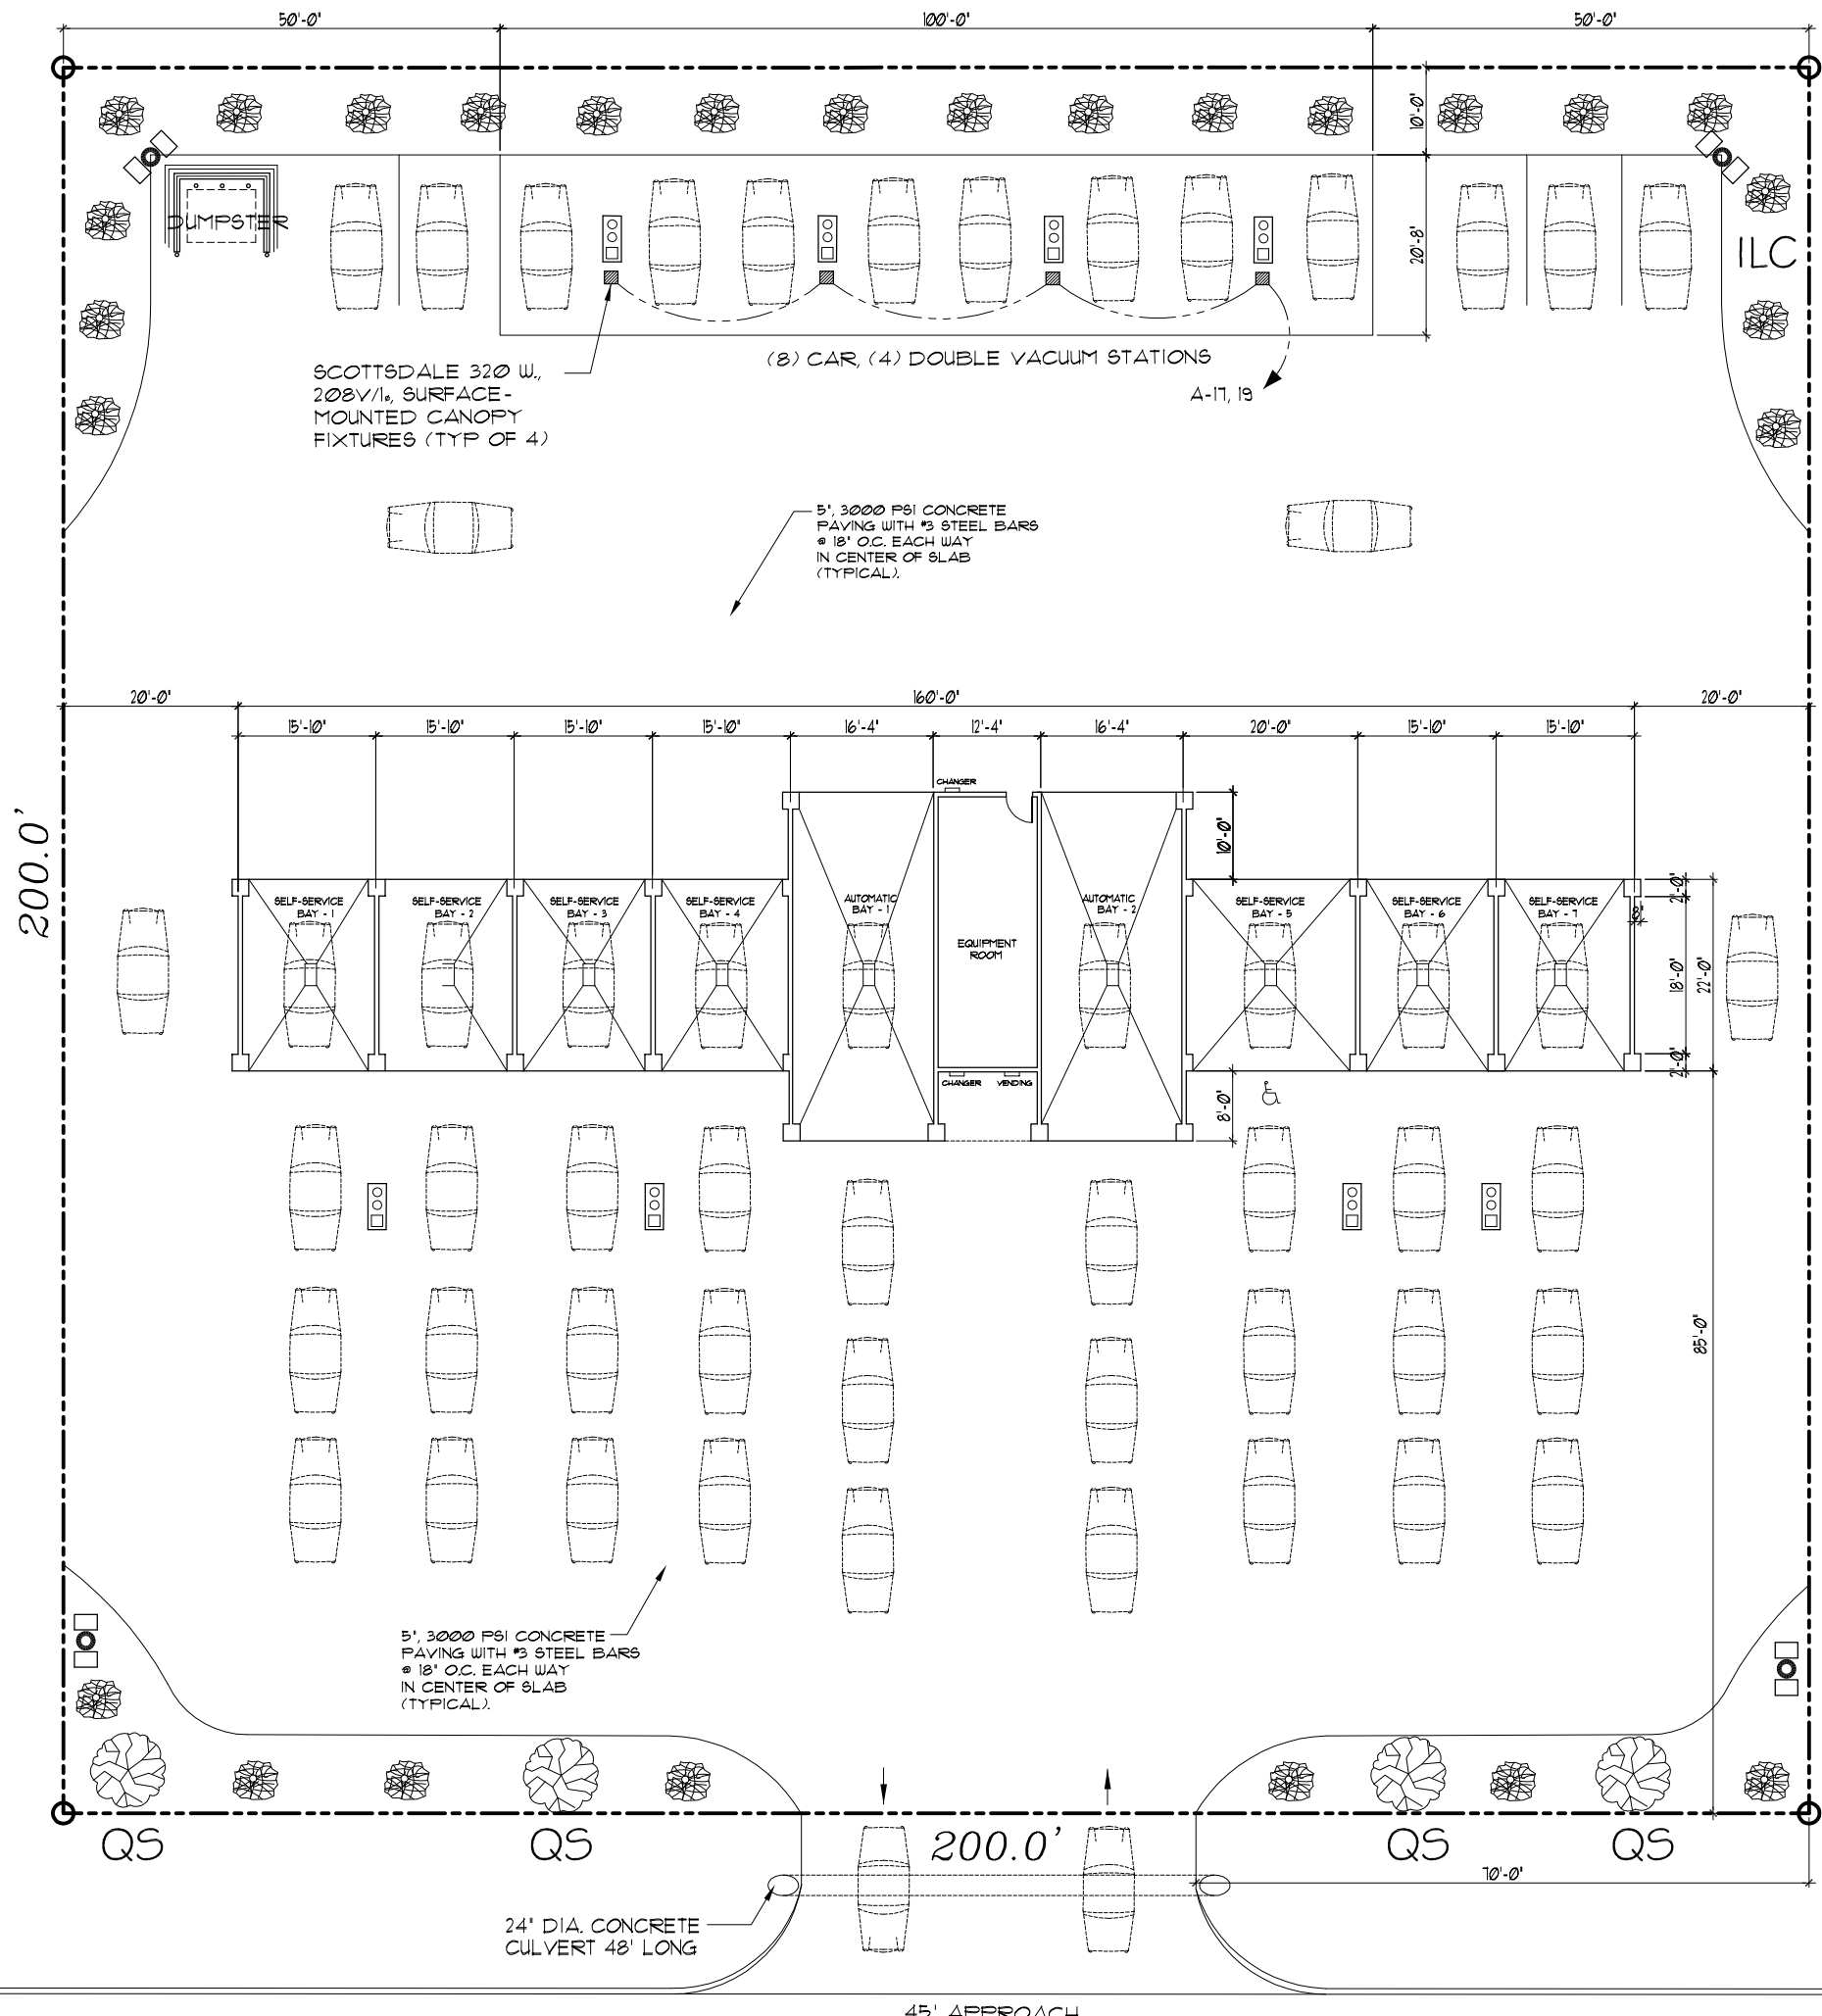 50'-0"
100'-0"
50'-0"
10'-0"
DUMPSTER
ILC
20'-8"
(8) CAR, (4) DOUBLE VACUUM STATIONS
SCOTTSDALE 320 W.,
208V/1ø, SURFACE-
MOUNTED CANOPY
FIXTURES (TYP OF 4)
A-17, 19
5", 3000 PSI CONCRETE
PAVING WITH #3 STEEL BARS
@ 18" O.C. EACH WAY
IN CENTER OF SLAB
(TYPICAL).
20'-0"
160'-0"
20'-0"
15'-10"
15'-10"
15'-10"
15'-10"
16'-4"
12'-4"
16'-4"
20'-0"
15'-10"
15'-10"
200.0'
CHANGER
10'-0"
SELF-SERVICE
BAY - 1
SELF-SERVICE
BAY - 2
SELF-SERVICE
BAY - 3
SELF-SERVICE
BAY - 4
AUTOMATIC
BAY - 1
EQUIPMENT
ROOM
AUTOMATIC
BAY - 2
SELF-SERVICE
BAY - 5
SELF-SERVICE
BAY - 6
SELF-SERVICE
BAY - 7
2'-0"
8"
18'-0"
22'-0"
2'-0"
CHANGER
VENDING
8'-0"
85'-0"
5", 3000 PSI CONCRETE
PAVING WITH #3 STEEL BARS
@ 18" O.C. EACH WAY
IN CENTER OF SLAB
(TYPICAL).
QS
QS
200.0'
QS
QS
70'-0"
24" DIA. CONCRETE
CULVERT 48' LONG
45' APPROACH